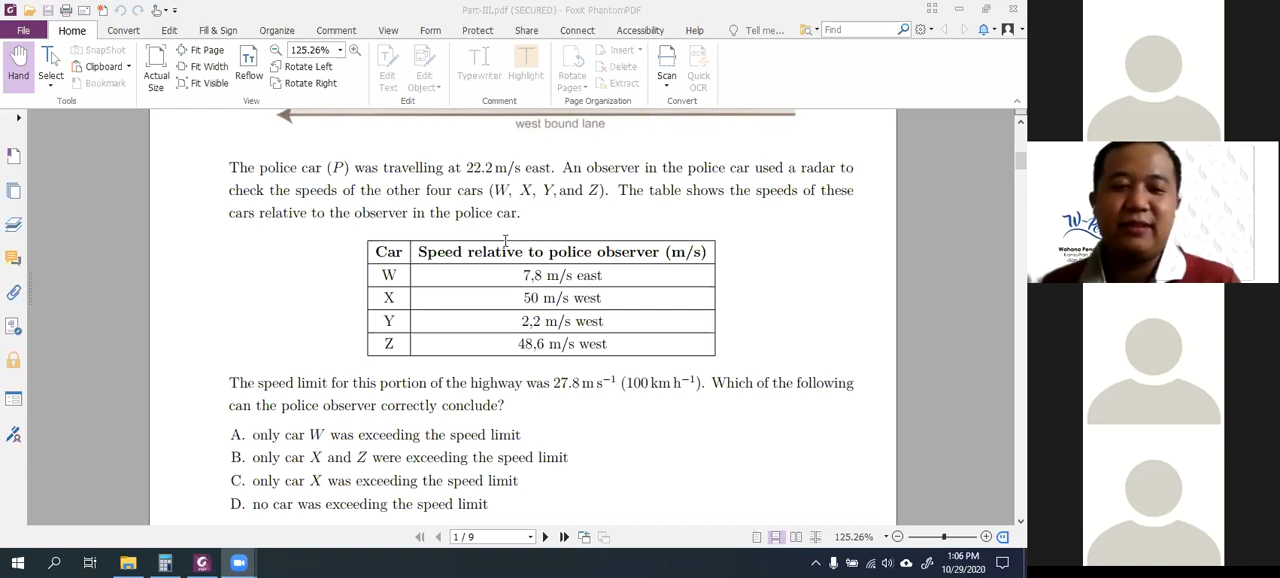 Part-III.pdf (SECURED) - Foxit PhantomPDF
File Home Convert Edit Fill & Sign Organize Comment View Form Protect Share Connect Accessibility Help Tell me... Find
Hand
Select
SnapShot
Clipboard
Bookmark
Tools
Actual Size
Fit Page
Fit Width
Fit Visible
Reflow
125.26%
Rotate Left
Rotate Right
View
Edit Text
Edit Object
Edit
Typewriter
Highlight
Comment
Rotate Pages
Insert
Delete
Extract
Page Organization
Scan
Quick OCR
Convert
west bound lane
The police car (P) was travelling at 22.2 m/s east. An observer in the police car used a radar to
check the speeds of the other four cars (W, X, Y, and Z). The table shows the speeds of these
cars relative to the observer in the police car.
Car Speed relative to police observer (m/s)
W 7,8 m/s east
X 50 m/s west
Y 2,2 m/s west
Z 48,6 m/s west
The speed limit for this portion of the highway was 27.8 m s⁻¹ (100 km h⁻¹). Which of the following
can the police observer correctly conclude?
A. only car W was exceeding the speed limit
B. only car X and Z were exceeding the speed limit
C. only car X was exceeding the speed limit
D. no car was exceeding the speed limit
1 / 9
125.26%
1:06 PM
10/29/2020